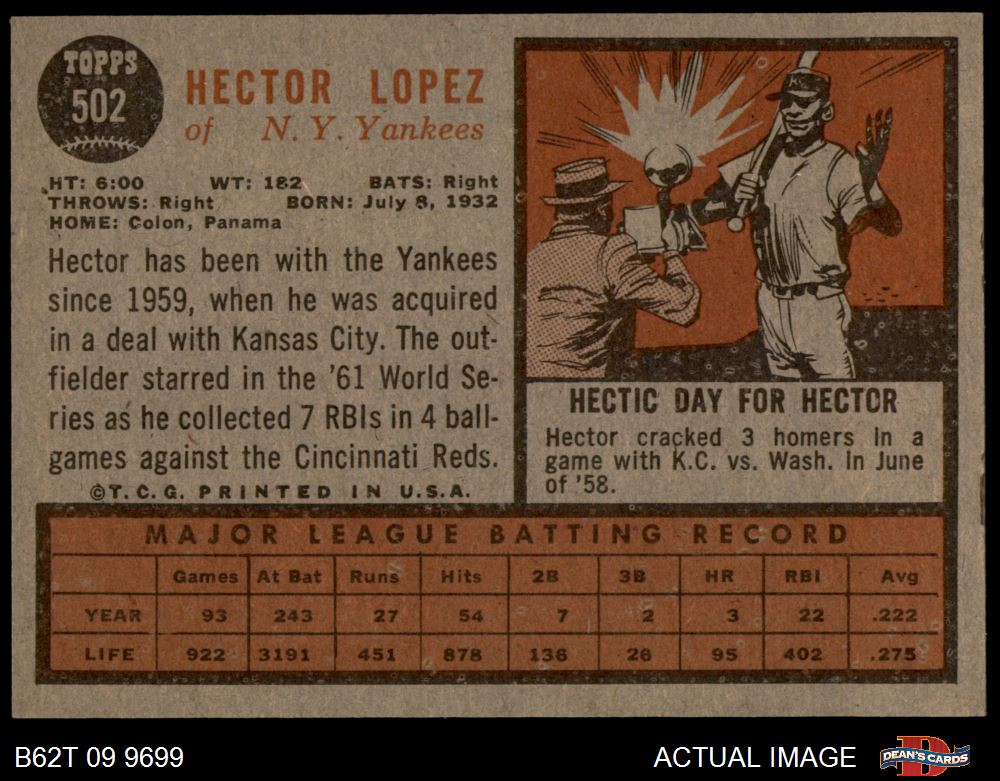 TOPPS
502
HECTOR LOPEZ
of N. Y. Yankees
HT: 6:00 WT: 182 BATS: Right
THROWS: Right BORN: July 8, 1932
HOME: Colon, Panama
Hector has been with the Yankees
since 1959, when he was acquired
in a deal with Kansas City. The out-
fielder starred in the '61 World Se-
ries as he collected 7 RBIs in 4 ball-
games against the Cincinnati Reds.
©T. C. G. PRINTED IN U.S.A.
HECTIC DAY FOR HECTOR
Hector cracked 3 homers in a
game with K.C. vs. Wash. in June
of '58.
MAJOR LEAGUE BATTING RECORD
Games At Bat Runs Hits 2B 3B HR RBI Avg
YEAR 93 243 27 54 7 2 3 22 .222
LIFE 922 3191 451 878 136 26 95 402 .275
B62T 09 9699
ACTUAL IMAGE
DEAN'S CARDS